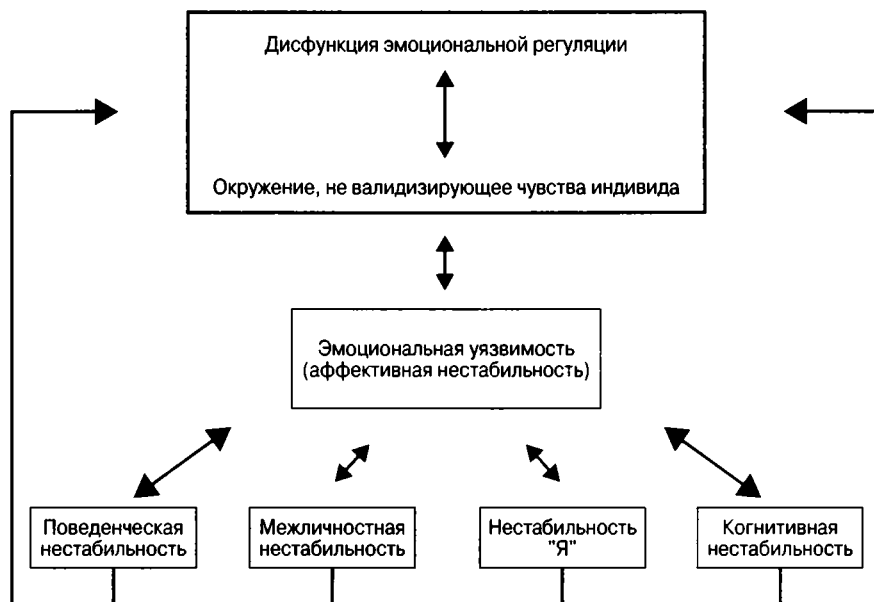 Дисфункция эмоциональной регуляции
Окружение, не валидизирующее чувства индивида
Эмоциональная уязвимость
(аффективная нестабильность)
Поведенческая
нестабильность
Межличностная
нестабильность
Нестабильность
"Я"
Когнитивная
нестабильность